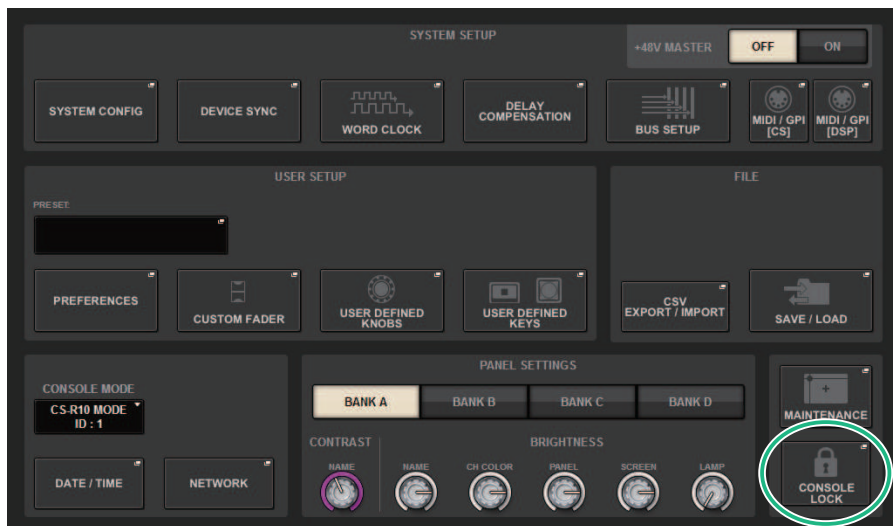 SYSTEM SETUP
+48V MASTER
OFF
ON
SYSTEM CONFIG
DEVICE SYNC
WORD CLOCK
DELAY
COMPENSATION
BUS SETUP
MIDI / GPI
[CS]
MIDI / GPI
[DSP]
USER SETUP
PRESET:
PREFERENCES
CUSTOM FADER
USER DEFINED
KNOBS
USER DEFINED
KEYS
FILE
CSV
EXPORT / IMPORT
SAVE / LOAD
CONSOLE MODE
CS-R10 MODE
ID : 1
DATE / TIME
NETWORK
PANEL SETTINGS
BANK A
BANK B
BANK C
BANK D
CONTRAST
BRIGHTNESS
NAME
NAME
CH COLOR
PANEL
SCREEN
LAMP
MAINTENANCE
CONSOLE
LOCK